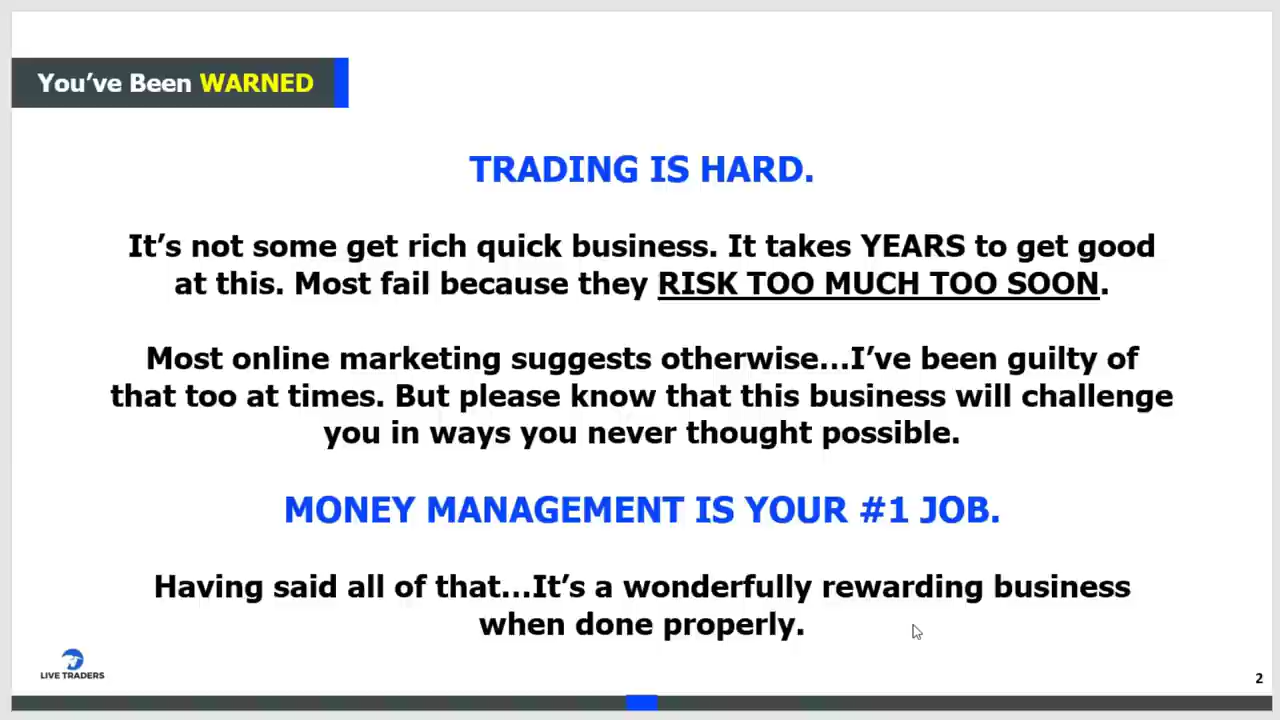 You’ve Been WARNED
TRADING IS HARD.
It’s not some get rich quick business. It takes YEARS to get good
at this. Most fail because they RISK TOO MUCH TOO SOON.
Most online marketing suggests otherwise...I’ve been guilty of
that too at times. But please know that this business will challenge
you in ways you never thought possible.
MONEY MANAGEMENT IS YOUR #1 JOB.
Having said all of that...It’s a wonderfully rewarding business
when done properly.
LIVE TRADERS
2